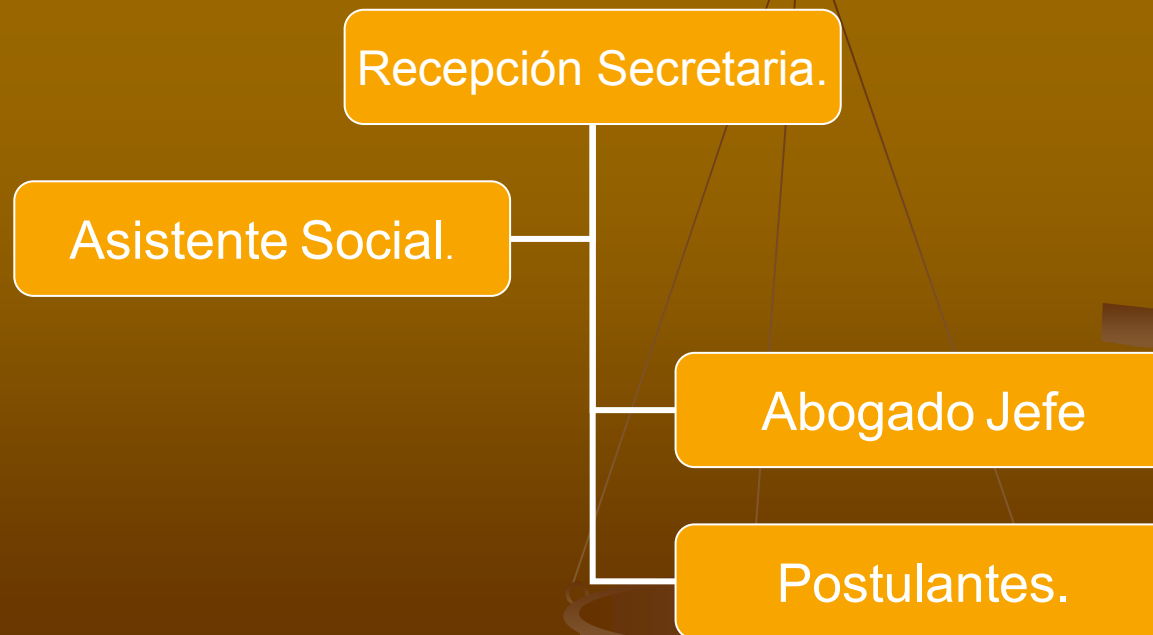 Recepción Secretaria.
Asistente Social.
Abogado Jefe
Postulantes.